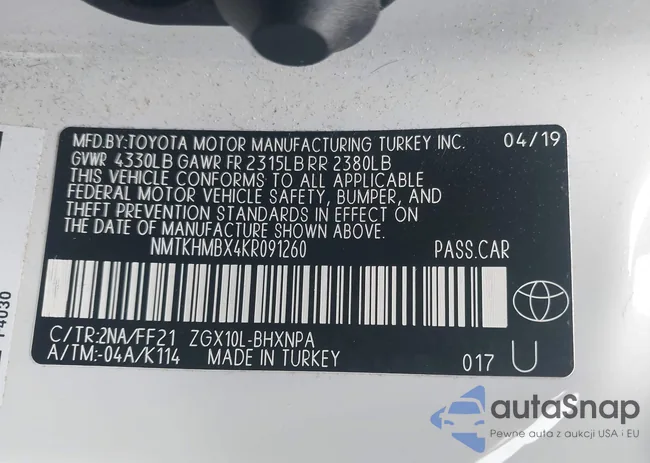 MFD.BY:TOYOTA MOTOR MANUFACTURING TURKEY INC. 04/19
GVWR 4330LB GAWR FR 2315LB RR 2380LB
THIS VEHICLE CONFORMS TO ALL APPLICABLE
FEDERAL MOTOR VEHICLE SAFETY, BUMPER, AND
THEFT PREVENTION STANDARDS IN EFFECT ON
THE DATE OF MANUFACTURE SHOWN ABOVE.
NMTKHMBX4KR091260 PASS.CAR
C/TR:2NA/FF21 ZGX10L-BHXNPA
A/TM:-04A/K114 MADE IN TURKEY 017 U
14030
autaSnap
Pewne auta z aukcji USA i EU